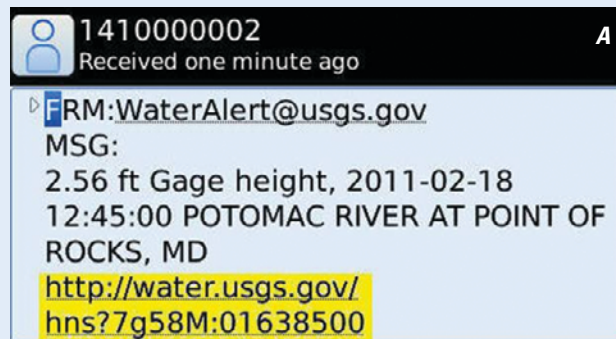 1410000002
A
Received one minute ago
FRM:WaterAlert@usgs.gov
MSG:
2.56 ft Gage height, 2011-02-18
12:45:00 POTOMAC RIVER AT POINT OF
ROCKS, MD
http://water.usgs.gov/
hns?7g58M:01638500